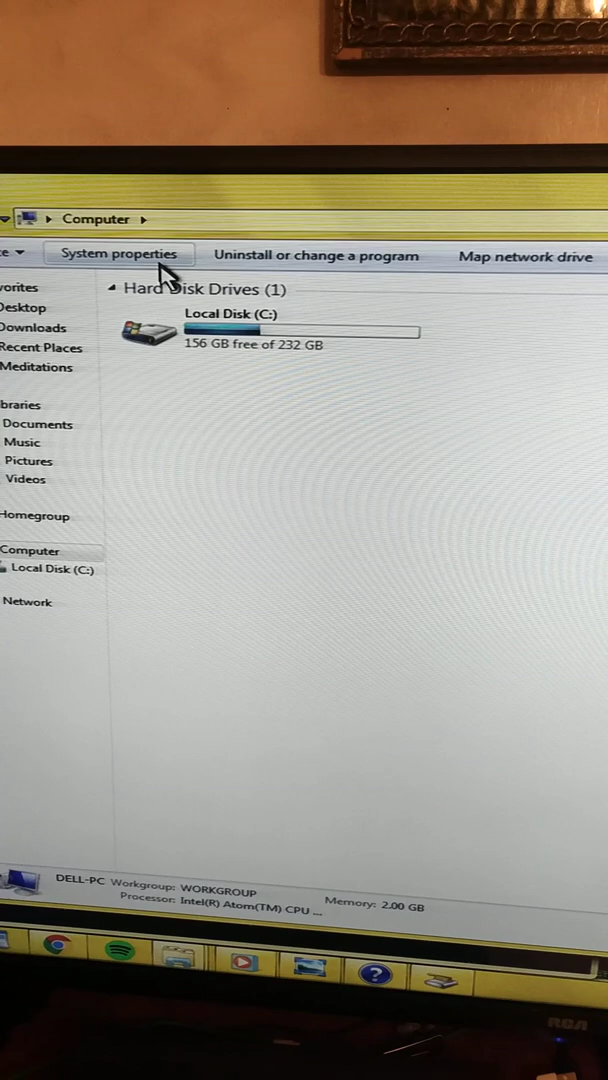 Computer
System properties
Uninstall or change a program
Map network drive
vorites
Hard Disk Drives (1)
Desktop
Local Disk (C:)
Downloads
156 GB free of 232 GB
Recent Places
Meditations
braries
Documents
Music
Pictures
Videos
Homegroup
Computer
Local Disk (C:)
Network
DELL-PC Workgroup: WORKGROUP
Memory: 2.00 GB
Processor: Intel(R) Atom(TM) CPU ...
RCA